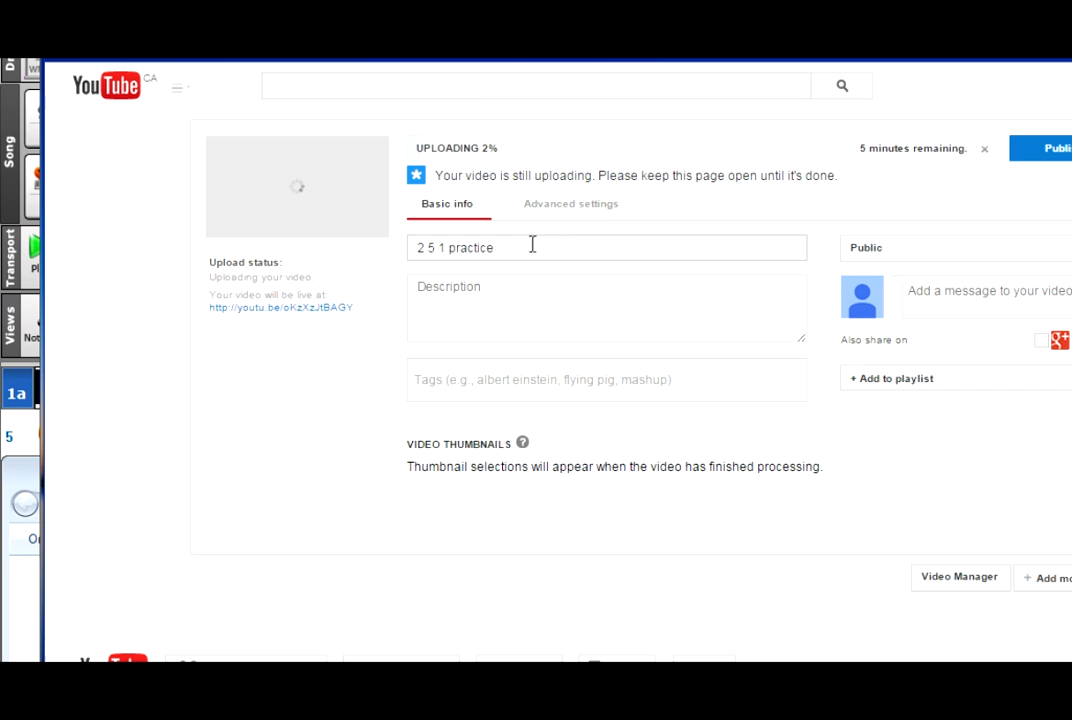 YouTube CA
UPLOADING 2%
5 minutes remaining.
Your video is still uploading. Please keep this page open until it's done.
Basic info
Advanced settings
2 5 1 practice
Public
Description
Add a message to your video
Upload status:
Uploading your video
Your video will be live at:
http://youtu.be/oKzXzJtBAGY
Also share on
Tags (e.g., albert einstein, flying pig, mashup)
+ Add to playlist
VIDEO THUMBNAILS
Thumbnail selections will appear when the video has finished processing.
Video Manager
+ Add
Song
Transport
Views
1a
5